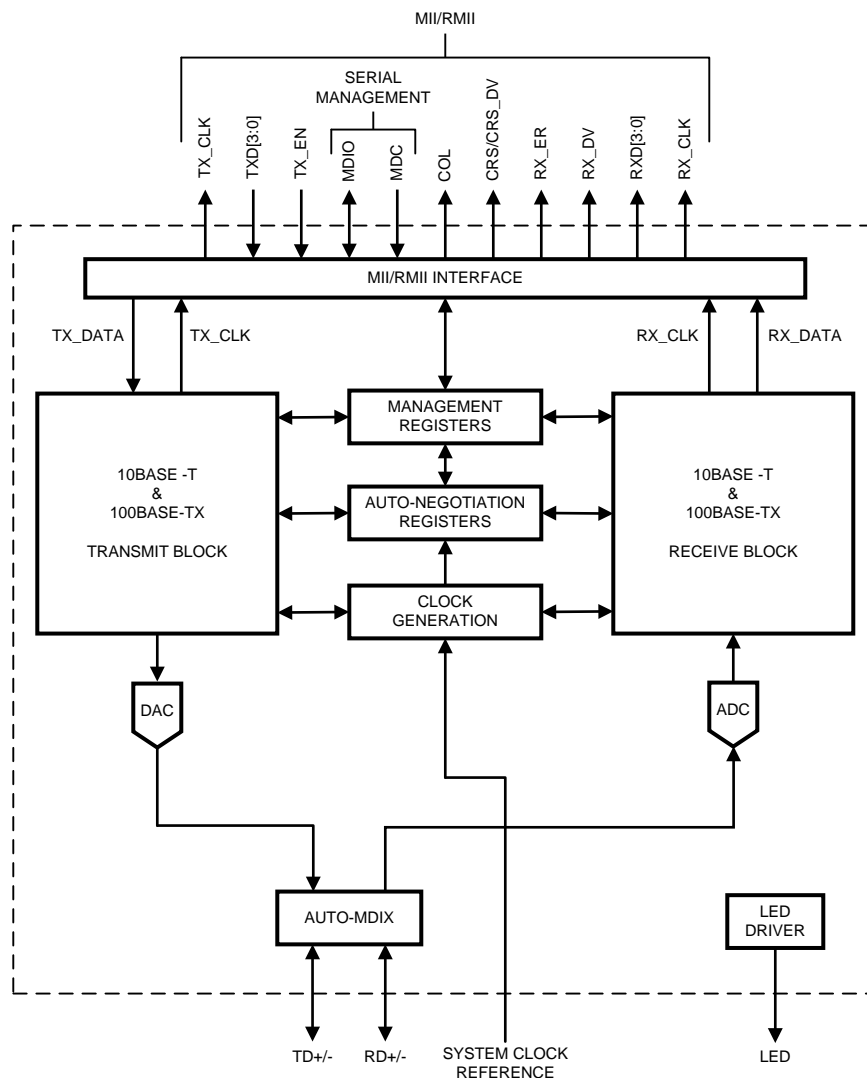 MII/RMII
SERIAL
MANAGEMENT
TX_CLK
TXD[3:0]
TX_EN
MDIO
MDC
COL
CRS/CRS_DV
RX_ER
RX_DV
RXD[3:0]
RX_CLK
MII/RMII INTERFACE
TX_DATA
TX_CLK
RX_CLK
RX_DATA
10BASE -T
&
100BASE-TX
TRANSMIT BLOCK
MANAGEMENT
REGISTERS
AUTO-NEGOTIATION
REGISTERS
CLOCK
GENERATION
10BASE -T
&
100BASE-TX
RECEIVE BLOCK
DAC
ADC
AUTO-MDIX
LED
DRIVER
TD+/-
RD+/-
SYSTEM CLOCK
REFERENCE
LED